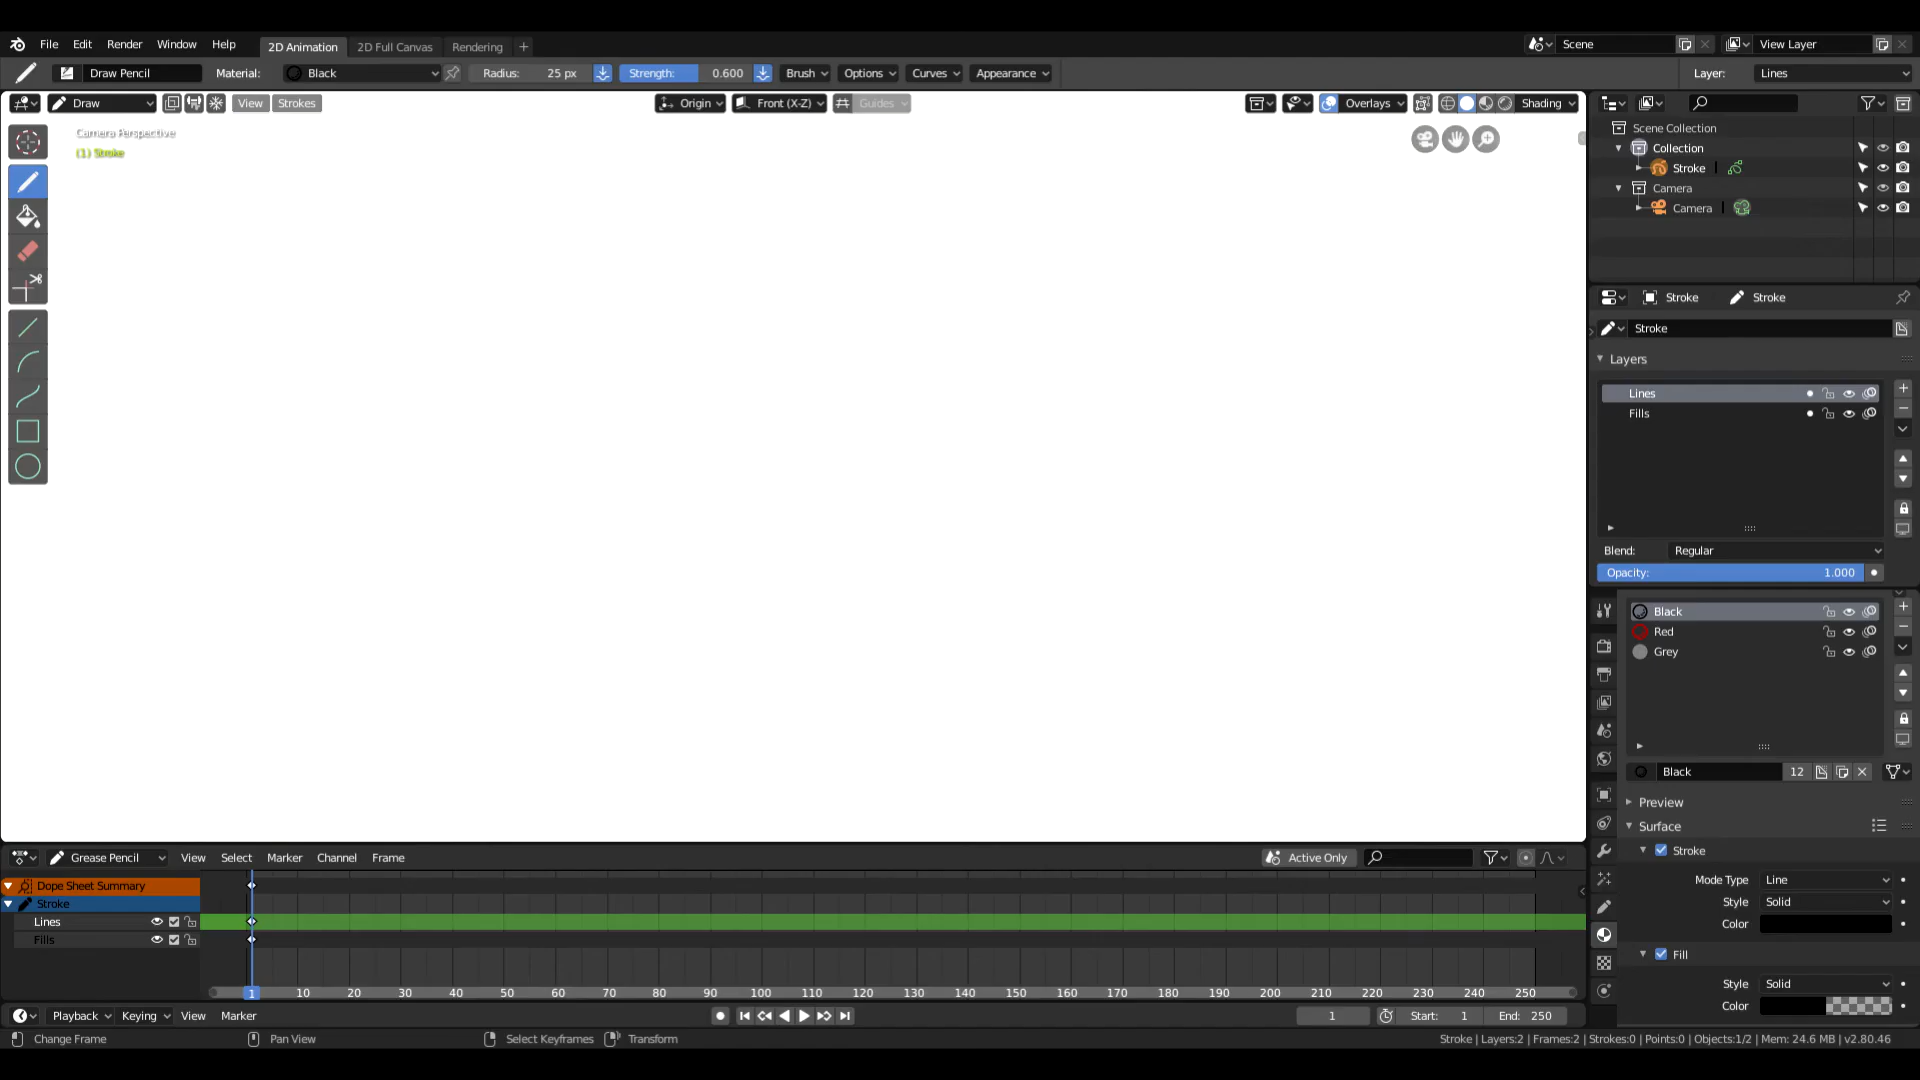 File Edit Render Window Help 2D Animation 2D Full Canvas Rendering + Scene View Layer
Draw Pencil Material: Black Radius: 25 px Strength: 0.600 Brush Options Curves Appearance Layer: Lines
Draw View Strokes Origin Front (X-Z) Guides Overlays Shading
Camera Perspective
(1) Stroke
Scene Collection
Collection
Stroke
Camera
Camera
Stroke Stroke
Stroke
Layers
Lines
Fills
Blend: Regular
Opacity: 1.000
Black
Red
Grey
Black 12
Preview
Surface
Stroke
Mode Type Line
Style Solid
Color
Fill
Style Solid
Color
Grease Pencil View Select Marker Channel Frame Active Only
Dope Sheet Summary
Stroke
Lines
Fills
1 10 20 30 40 50 60 70 80 90 100 110 120 130 140 150 160 170 180 190 200 210 220 230 240 250
Playback Keying View Marker 1 Start: 1 End: 250
Change Frame Pan View Select Keyframes Transform Stroke | Layers:2 | Frames:2 | Strokes:0 | Points:0 | Objects:1/2 | Mem: 24.6 MB | v2.80.46